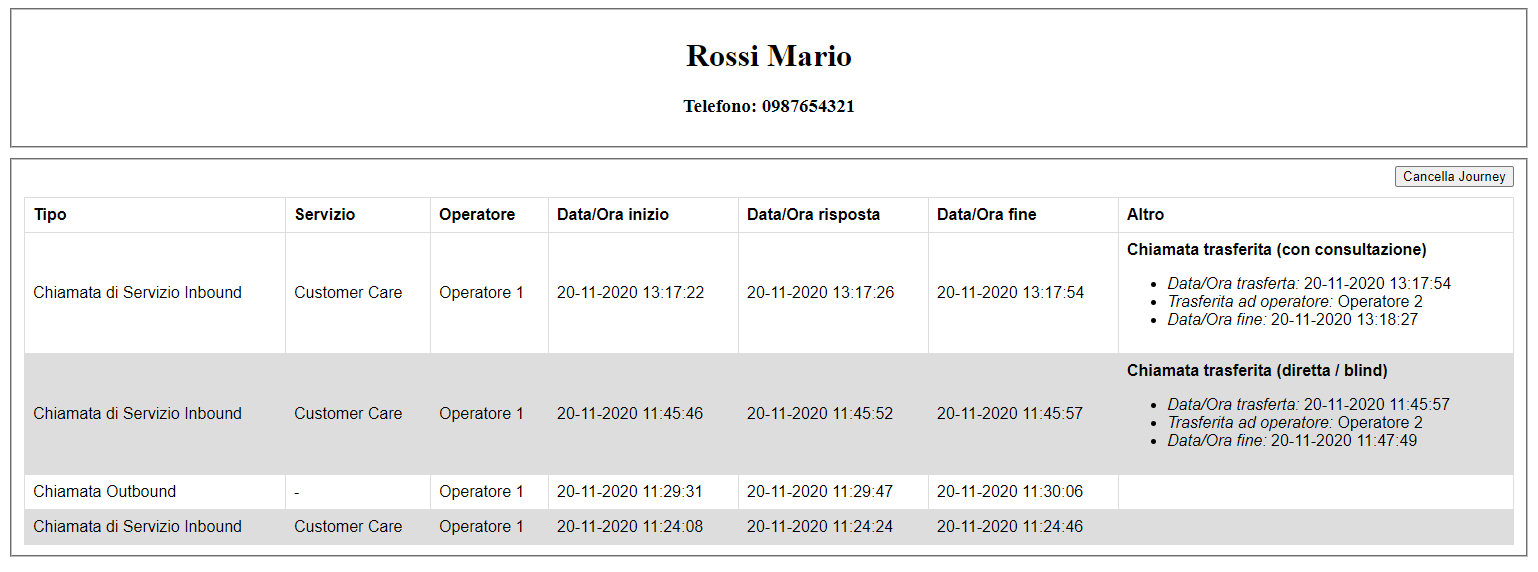 Rossi Mario
Telefono: 0987654321
Cancella Journey
Tipo Servizio Operatore Data/Ora inizio Data/Ora risposta Data/Ora fine Altro
Chiamata di Servizio Inbound Customer Care Operatore 1 20-11-2020 13:17:22 20-11-2020 13:17:26 20-11-2020 13:17:54 Chiamata trasferita (con consultazione)
• Data/Ora trasferta: 20-11-2020 13:17:54
• Trasferita ad operatore: Operatore 2
• Data/Ora fine: 20-11-2020 13:18:27
Chiamata di Servizio Inbound Customer Care Operatore 1 20-11-2020 11:45:46 20-11-2020 11:45:52 20-11-2020 11:45:57 Chiamata trasferita (diretta / blind)
• Data/Ora trasferta: 20-11-2020 11:45:57
• Trasferita ad operatore: Operatore 2
• Data/Ora fine: 20-11-2020 11:47:49
Chiamata Outbound - Operatore 1 20-11-2020 11:29:31 20-11-2020 11:29:47 20-11-2020 11:30:06
Chiamata di Servizio Inbound Customer Care Operatore 1 20-11-2020 11:24:08 20-11-2020 11:24:24 20-11-2020 11:24:46